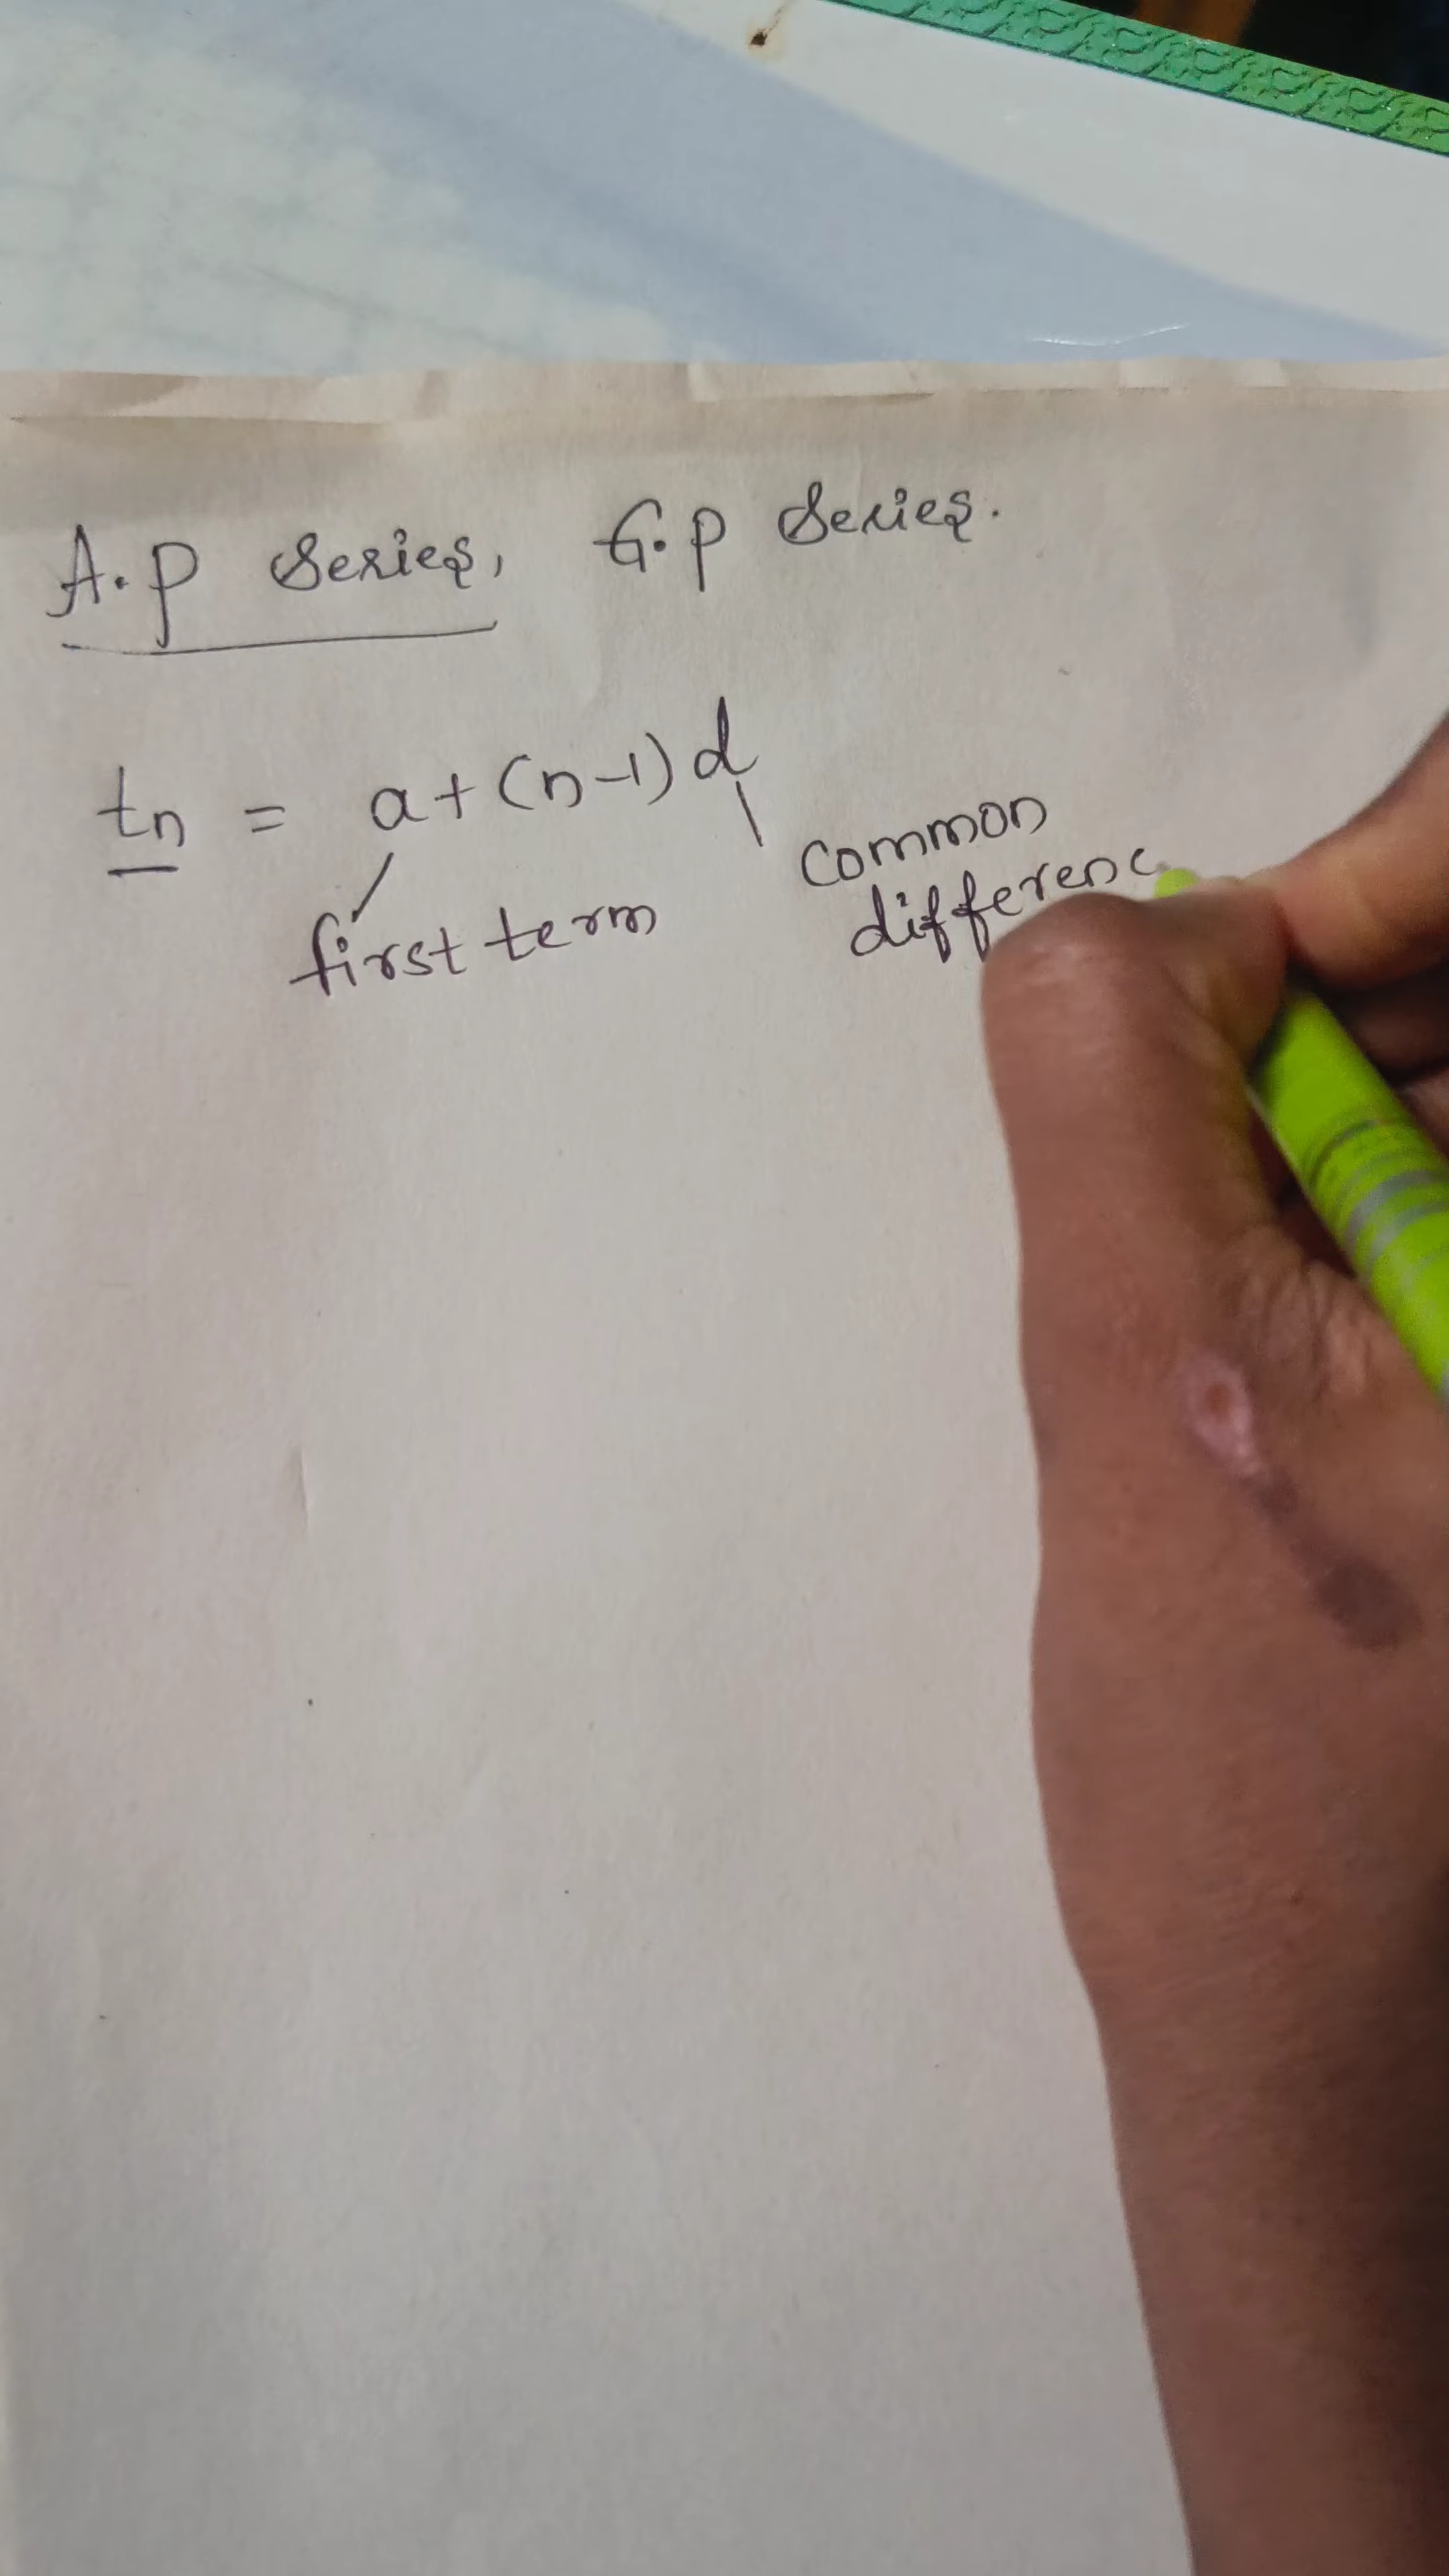 A.P Series, G.P Series.
tn = a+(n-1)d
first term
common
differenc